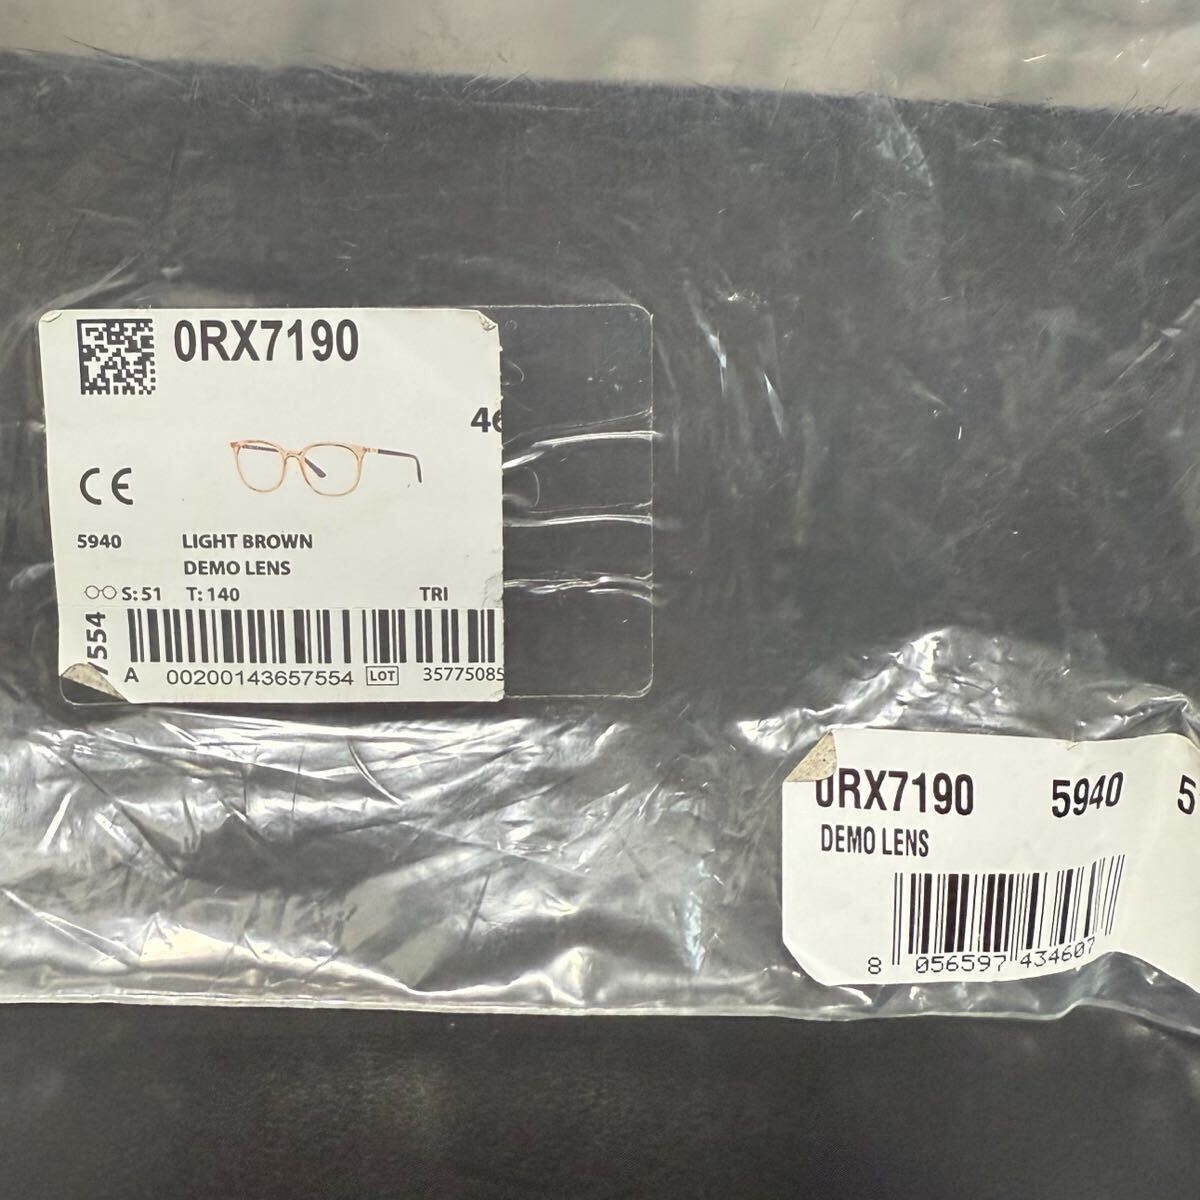 0RX7190
46
CE
5940 LIGHT BROWN
DEMO LENS
S: 51 T: 140 TRI
7554
A 00200143657554 LOT 35775085
0RX7190 5940 5
DEMO LENS
8 056597 434607